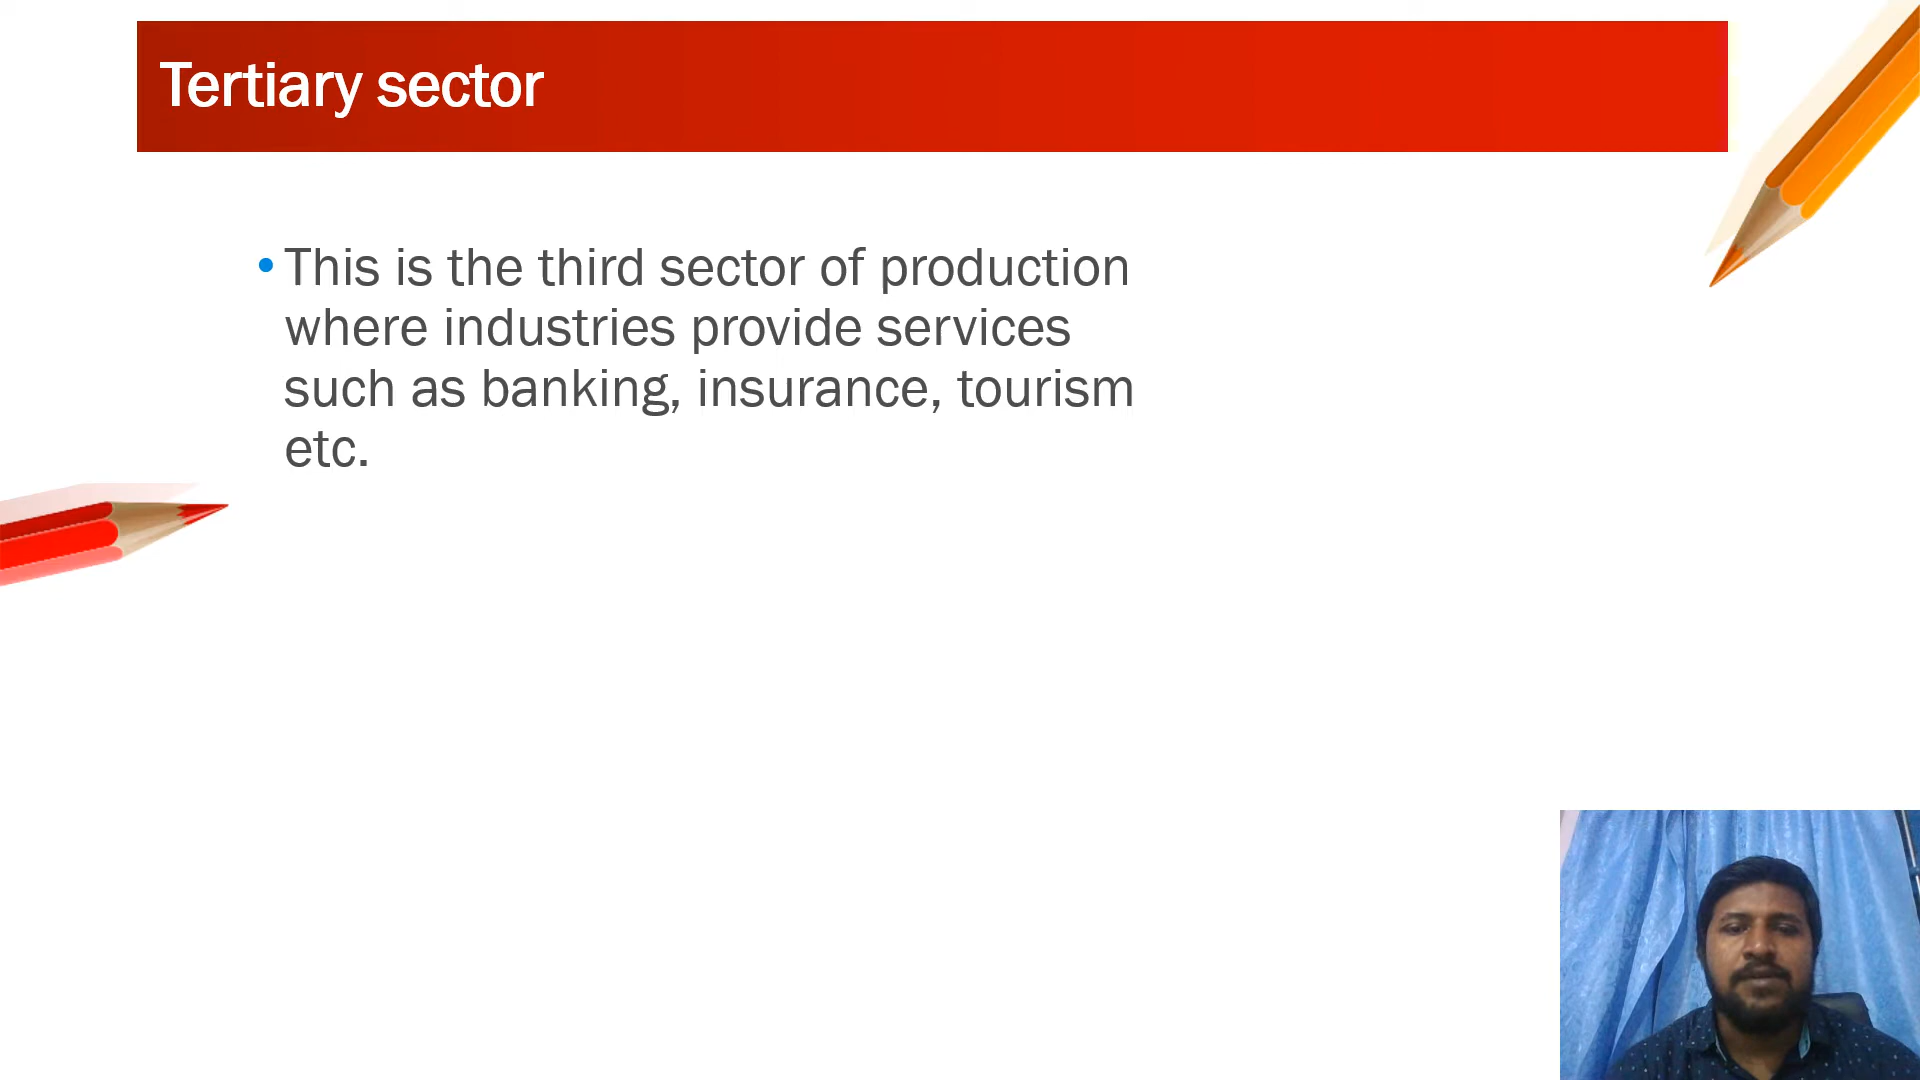 Tertiary sector
• This is the third sector of production
where industries provide services
such as banking, insurance, tourism
etc.